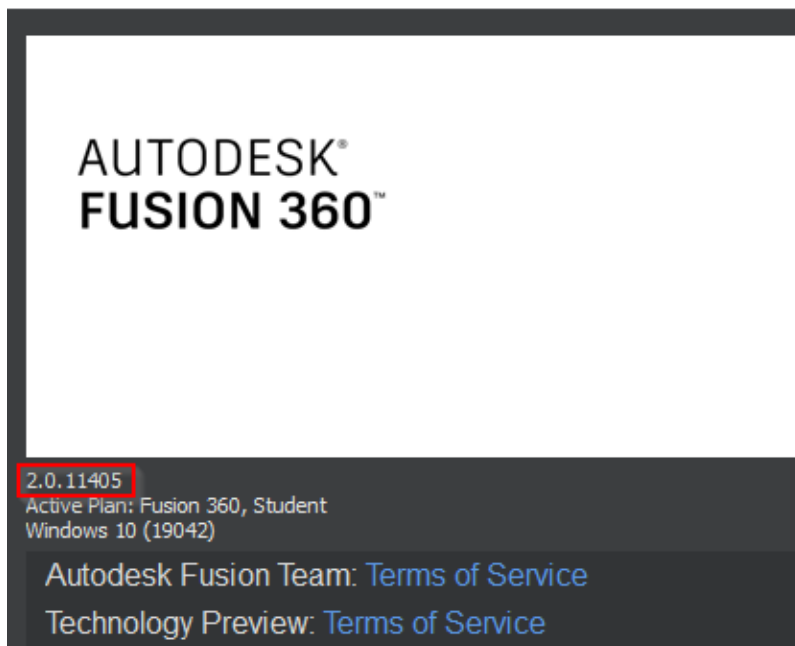 AUTODESK®
FUSION 360™
2.0.11405
Active Plan: Fusion 360, Student
Windows 10 (19042)
Autodesk Fusion Team: Terms of Service
Technology Preview: Terms of Service